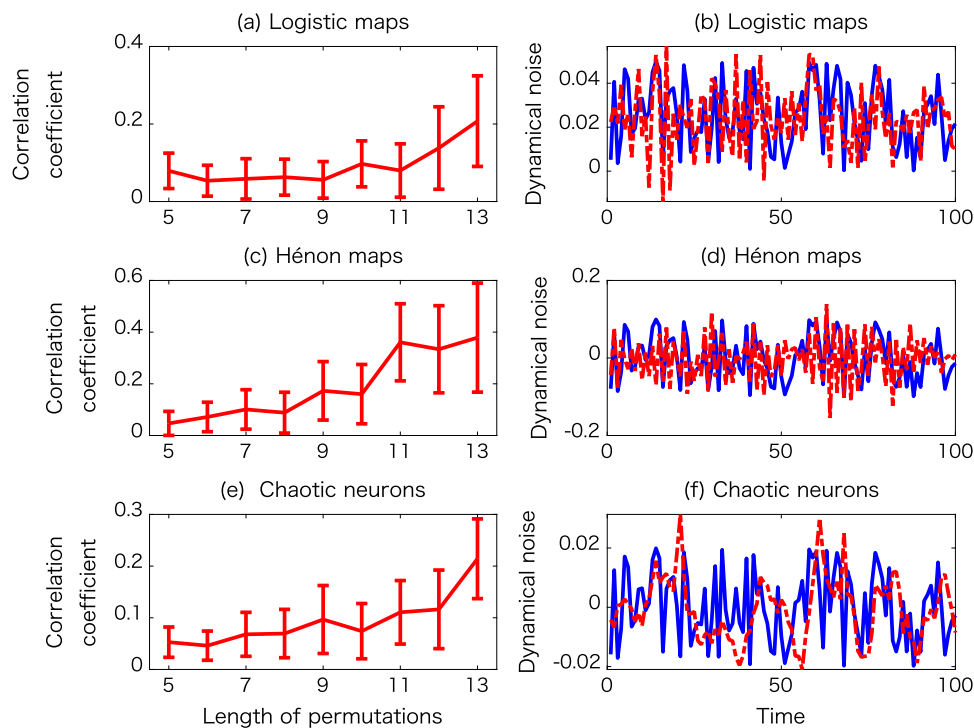 (a) Logistic maps
Correlation
coefficient
0.4
0.2
0
5 7 9 11 13
(b) Logistic maps
Dynamical noise
0.04
0.02
0
0 50 100
(c) Hénon maps
Correlation
coefficient
0.6
0.4
0.2
0
5 7 9 11 13
(d) Hénon maps
Dynamical noise
0.2
0
-0.2
0 50 100
(e) Chaotic neurons
Correlation
coefficient
0.3
0.2
0.1
0
5 7 9 11 13
Length of permutations
(f) Chaotic neurons
Dynamical noise
0.02
0
-0.02
0 50 100
Time